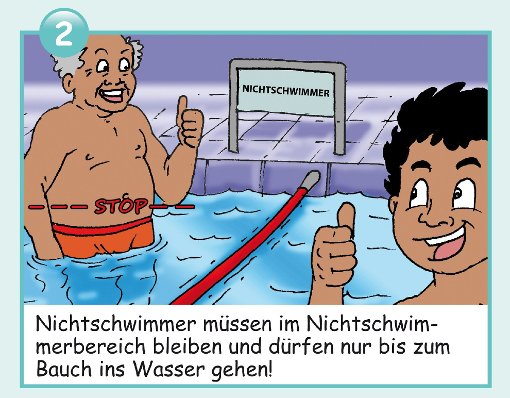 2
NICHTSCHWIMMER
STOP
Nichtschwimmer müssen im Nichtschwim-
merbereich bleiben und dürfen nur bis zum
Bauch ins Wasser gehen!